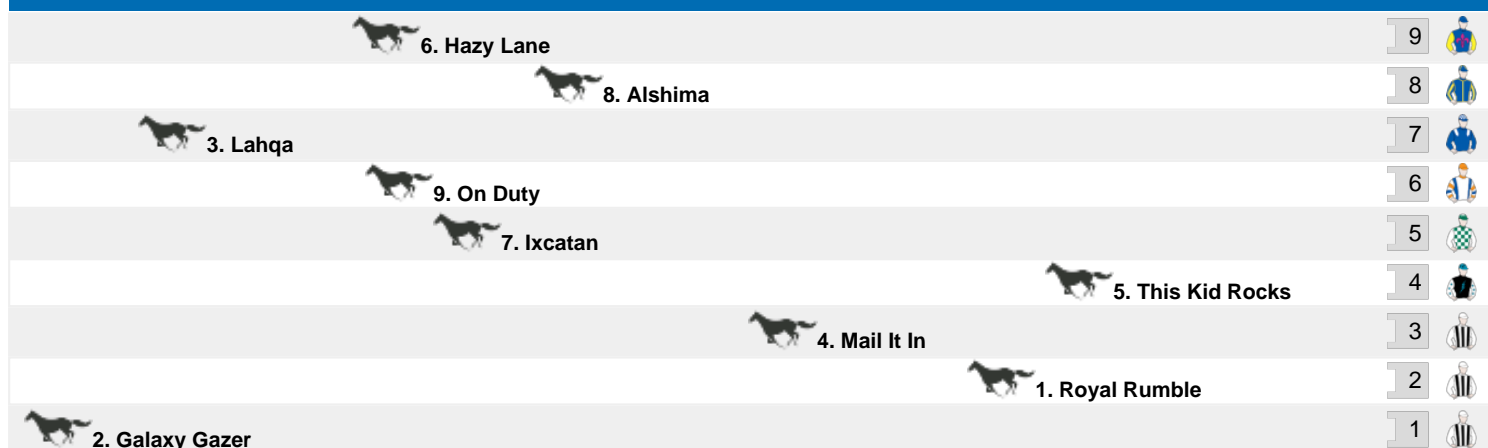 6. Hazy Lane 9
8. Alshima 8
3. Lahqa 7
9. On Duty 6
7. Ixcatan 5
5. This Kid Rocks 4
4. Mail It In 3
1. Royal Rumble 2
2. Galaxy Gazer 1